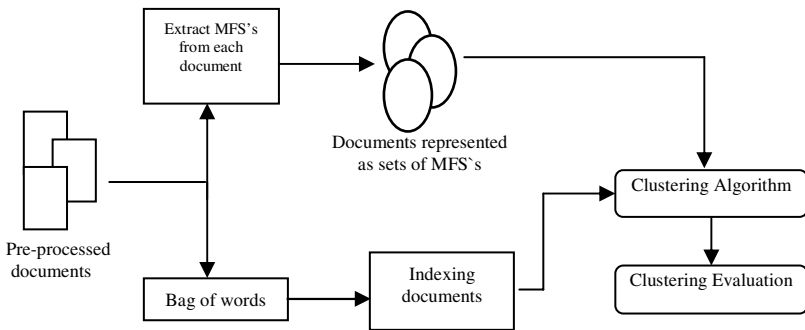 Extract MFS's
from each
document
Documents represented
as sets of MFS`s
Pre-processed
documents
Bag of words
Indexing
documents
Clustering Algorithm
Clustering Evaluation